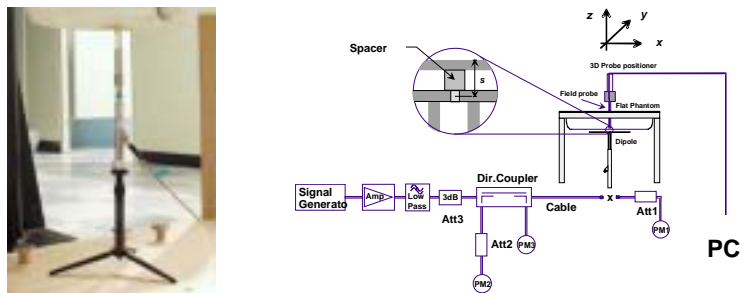 z
y
x
Spacer
s
3D Probe positioner
Field probe
Flat Phantom
Dipole
Dir.Coupler
Signal
Generato
Amp
Low
Pass
3dB
Att3
Cable
x
Att1
PM1
Att2
PM3
PM2
PC